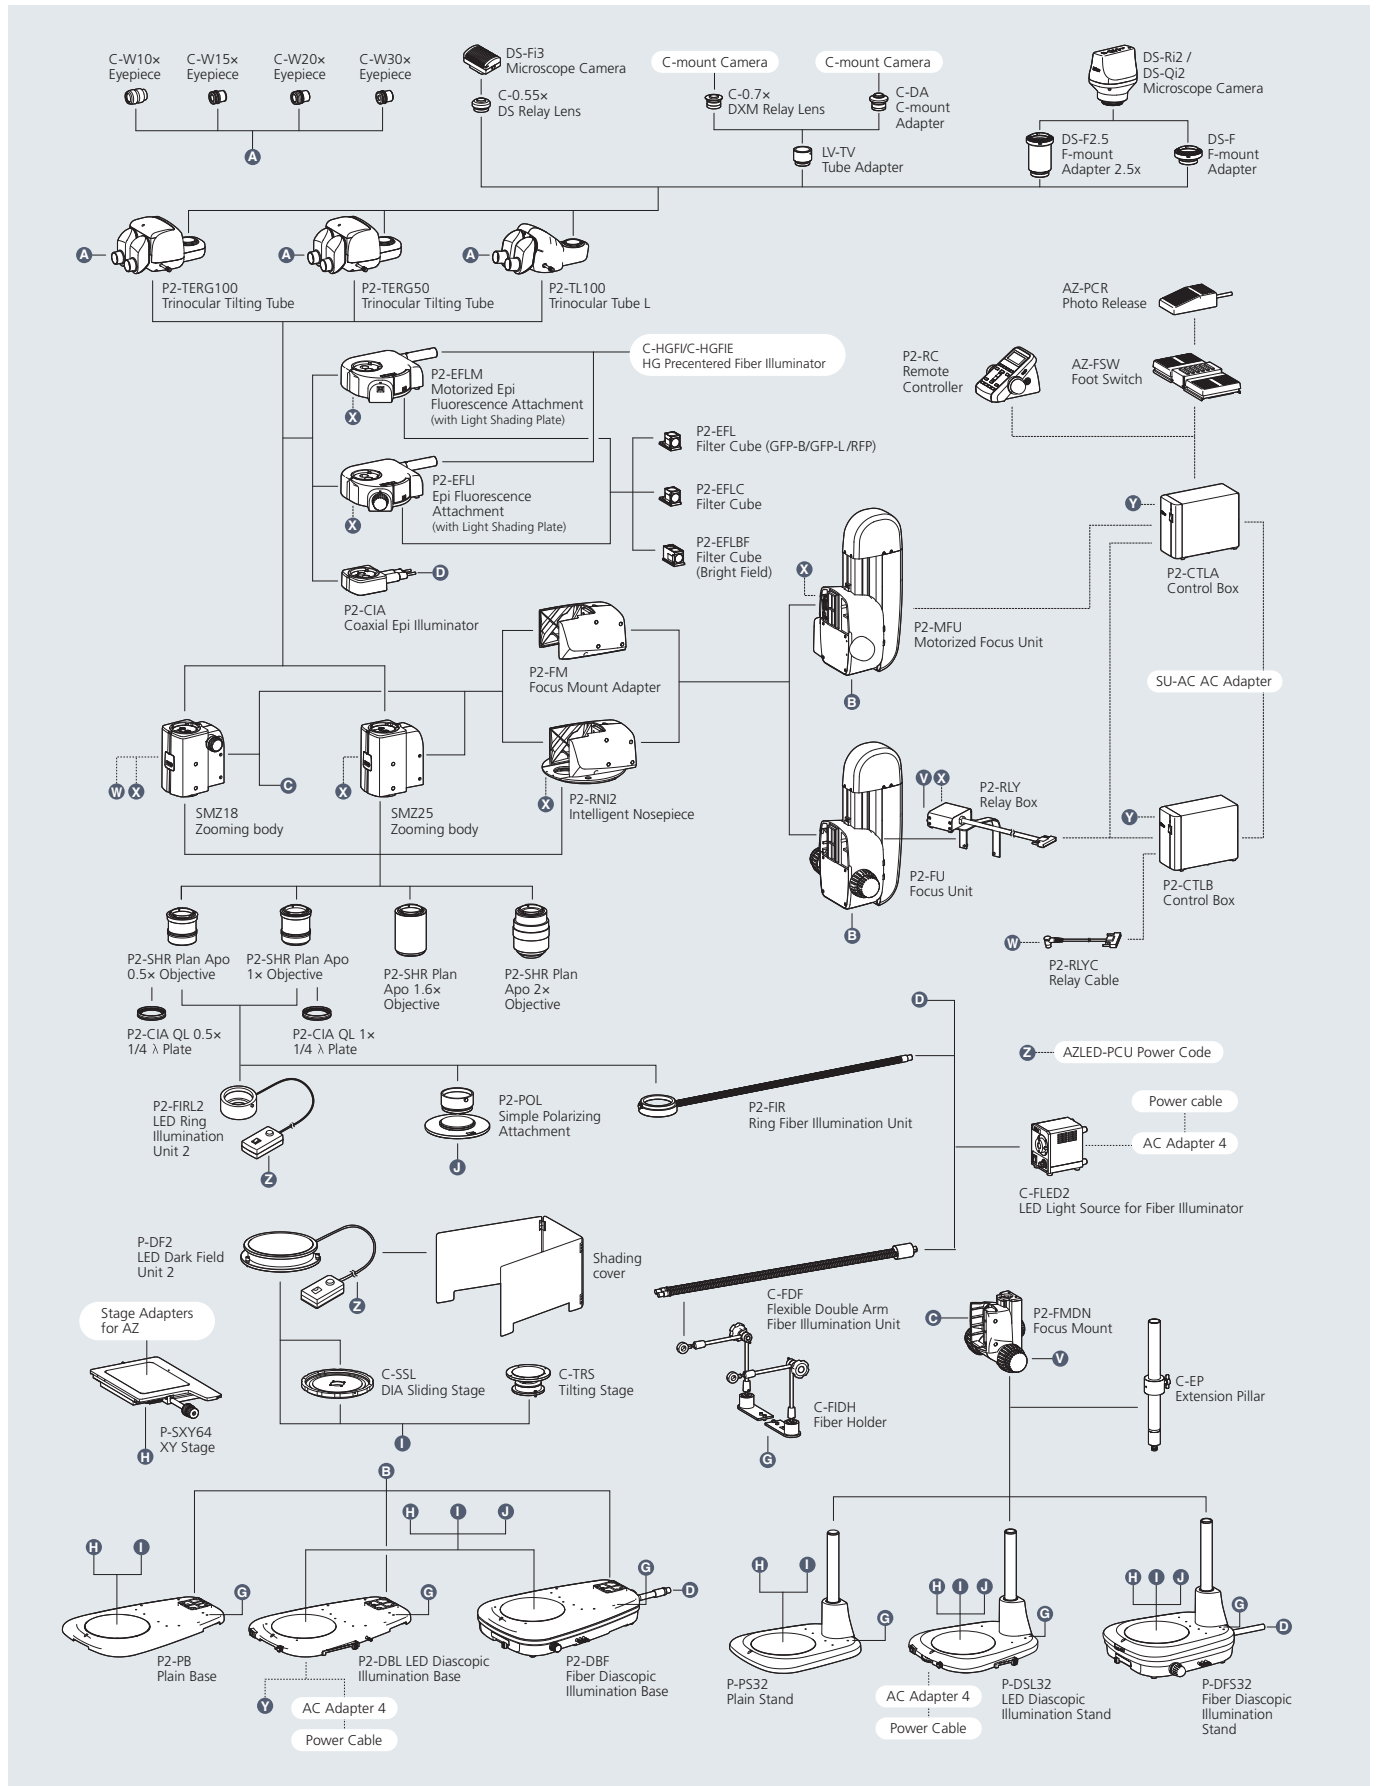 C-W10×
Eyepiece
C-W15×
Eyepiece
C-W20×
Eyepiece
C-W30×
Eyepiece
A
DS-Fi3
Microscope Camera
C-0.55×
DS Relay Lens
C-mount Camera
C-mount Camera
C-0.7×
DXM Relay Lens
C-DA
C-mount
Adapter
LV-TV
Tube Adapter
DS-Ri2 /
DS-Qi2
Microscope Camera
DS-F2.5
F-mount
Adapter 2.5x
DS-F
F-mount
Adapter
A
A
A
P2-TERG100
Trinocular Tilting Tube
P2-TERG50
Trinocular Tilting Tube
P2-TL100
Trinocular Tube L
AZ-PCR
Photo Release
P2-RC
Remote
Controller
AZ-FSW
Foot Switch
C-HGFI/C-HGFIE
HG Precentered Fiber Illuminator
P2-EFLM
Motorized Epi
Fluorescence Attachment
(with Light Shading Plate)
X
P2-EFL
Filter Cube (GFP-B/GFP-L /RFP)
P2-EFLI
Epi Fluorescence
Attachment
(with Light Shading Plate)
X
P2-EFLC
Filter Cube
P2-EFLBF
Filter Cube
(Bright Field)
D
P2-CIA
Coaxial Epi Illuminator
X
P2-MFU
Motorized Focus Unit
B
Y
P2-CTLA
Control Box
SU-AC AC Adapter
P2-FM
Focus Mount Adapter
W
X
C
SMZ18
Zooming body
X
SMZ25
Zooming body
X
P2-RNI2
Intelligent Nosepiece
V
X
P2-RLY
Relay Box
P2-FU
Focus Unit
B
Y
P2-CTLB
Control Box
W
P2-RLYC
Relay Cable
P2-SHR Plan Apo
0.5× Objective
P2-SHR Plan Apo
1× Objective
P2-SHR Plan
Apo 1.6×
Objective
P2-SHR Plan
Apo 2×
Objective
P2-CIA QL 0.5×
1/4 λ Plate
P2-CIA QL 1×
1/4 λ Plate
D
Z
AZLED-PCU Power Code
P2-FIRL2
LED Ring
Illumination
Unit 2
Z
P2-POL
Simple Polarizing
Attachment
J
P2-FIR
Ring Fiber Illumination Unit
Power cable
AC Adapter 4
C-FLED2
LED Light Source for Fiber Illuminator
P-DF2
LED Dark Field
Unit 2
Z
Shading
cover
C-FDF
Flexible Double Arm
Fiber Illumination Unit
C
P2-FMDN
Focus Mount
V
C-EP
Extension Pillar
Stage Adapters
for AZ
P-SXY64
XY Stage
H
C-SSL
DIA Sliding Stage
C-TRS
Tilting Stage
I
C-FIDH
Fiber Holder
G
B
H
I
J
H
I
G
P2-PB
Plain Base
G
P2-DBL LED Diascopic
Illumination Base
Y
AC Adapter 4
Power Cable
G
D
P2-DBF
Fiber Diascopic
Illumination Base
H
I
G
P-PS32
Plain Stand
H
I
J
G
P-DSL32
LED Diascopic
Illumination Stand
AC Adapter 4
Power Cable
H
I
J
G
D
P-DFS32
Fiber Diascopic
Illumination
Stand